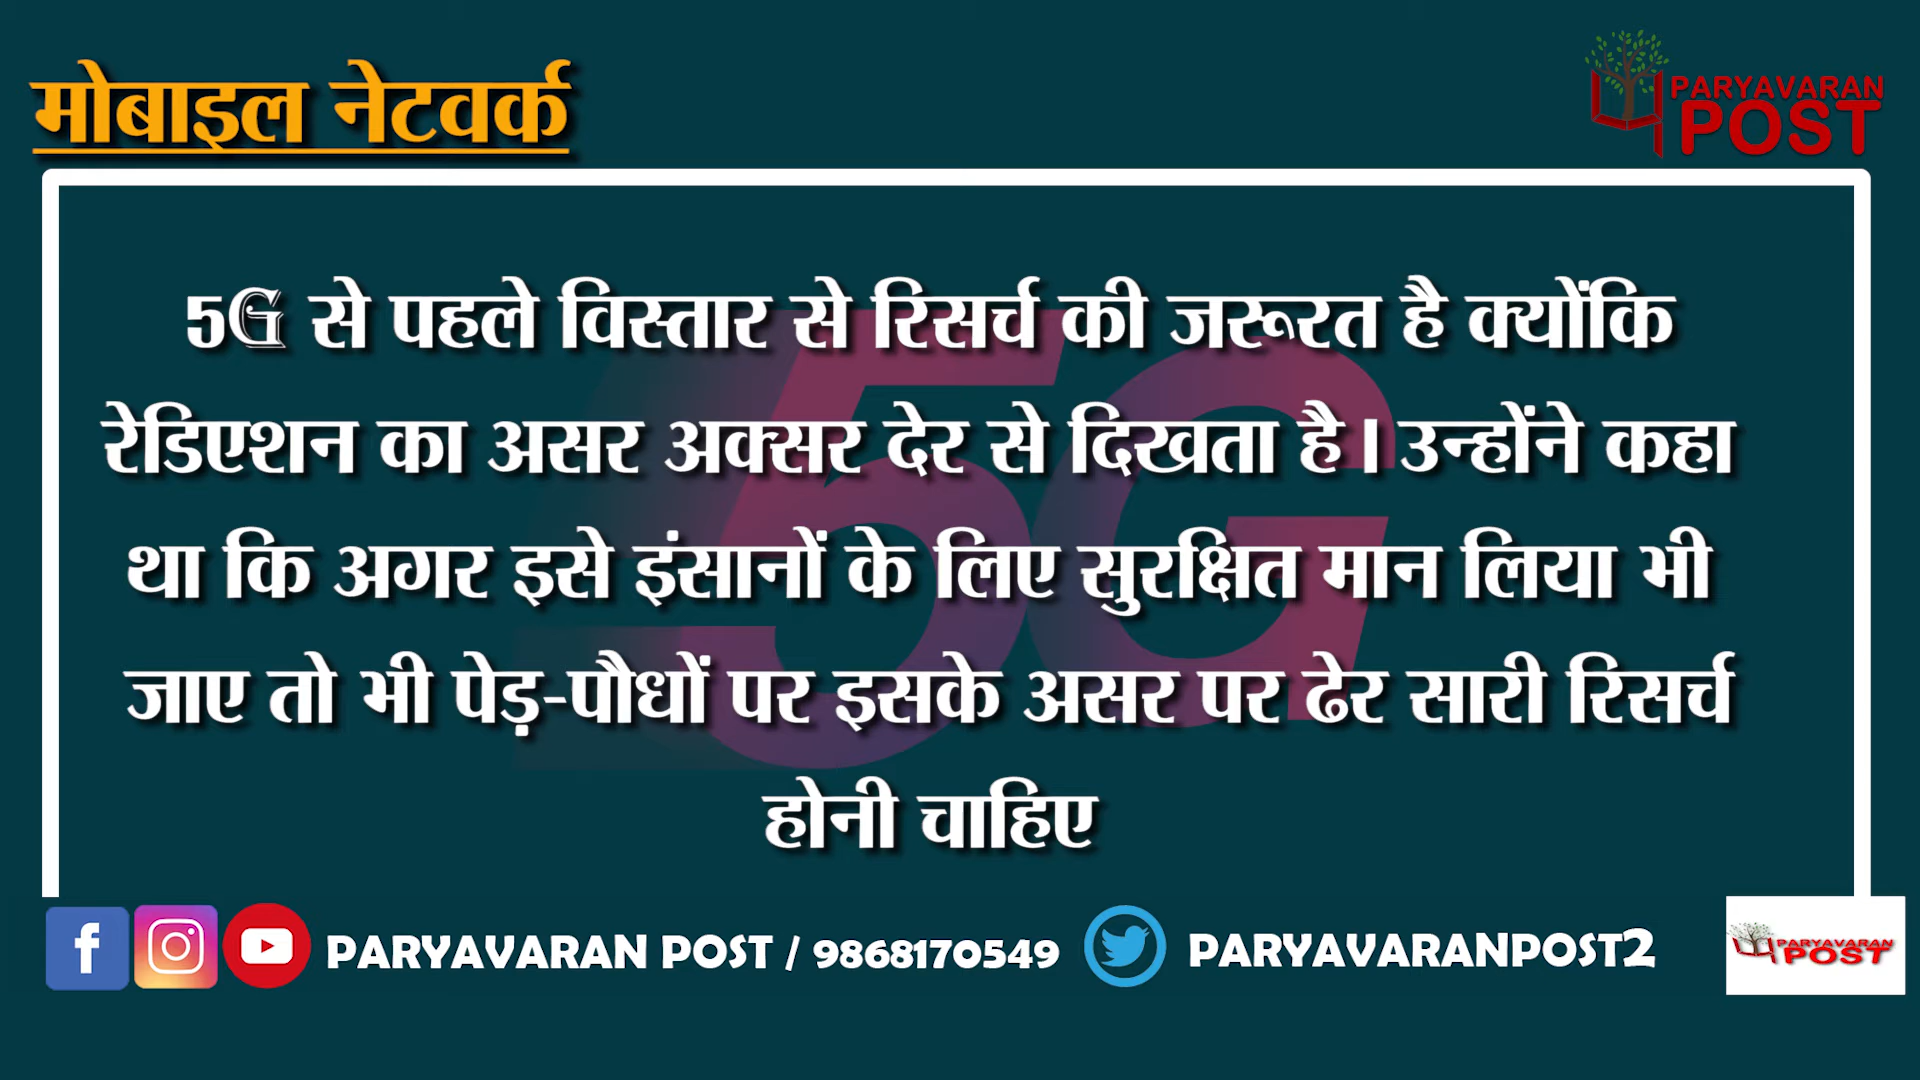 मोबाइल नेटवर्क
PARYAVARAN
POST
5G से पहले विस्तार से रिसर्च की जरूरत है क्योंकि
रेडिएशन का असर अक्सर देर से दिखता है। उन्होंने कहा
था कि अगर इसे इंसानों के लिए सुरक्षित मान लिया भी
जाए तो भी पेड़-पौधों पर इसके असर पर ढेर सारी रिसर्च
होनी चाहिए
5G
PARYAVARAN POST / 9868170549
PARYAVARANPOST2
PARYAVARAN
POST